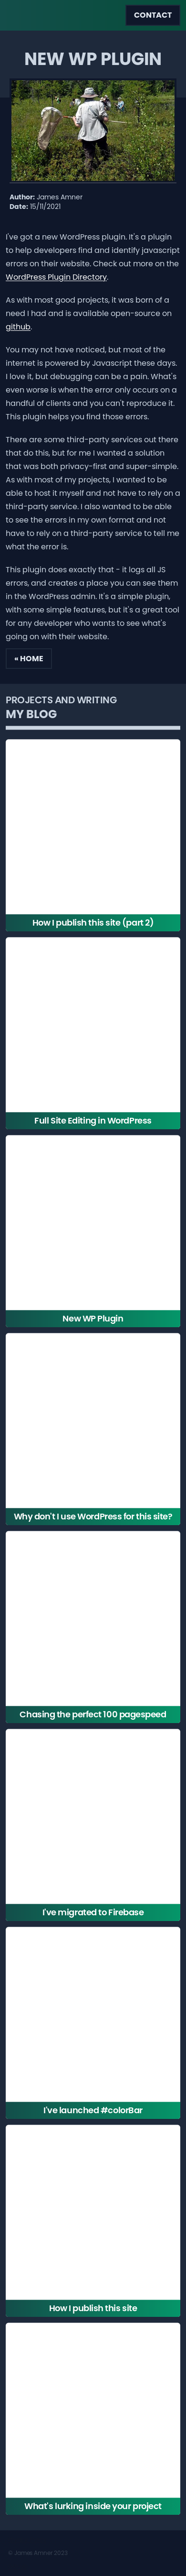 CONTACT
NEW WP PLUGIN
Author: James Amner
Date: 15/11/2021
I've got a new WordPress plugin. It's a plugin
to help developers find and identify javascript
errors on their website. Check out more on the
WordPress Plugin Directory.
As with most good projects, it was born of a
need I had and is available open-source on
github.
You may not have noticed, but most of the
internet is powered by Javascript these days.
I love it, but debugging can be a pain. What's
even worse is when the error only occurs on a
handful of clients and you can't reproduce it.
This plugin helps you find those errors.
There are some third-party services out there
that do this, but for me I wanted a solution
that was both privacy-first and super-simple.
As with most of my projects, I wanted to be
able to host it myself and not have to rely on a
third-party service. I also wanted to be able
to see the errors in my own format and not
have to rely on a third-party service to tell me
what the error is.
This plugin does exactly that - it logs all JS
errors, and creates a place you can see them
in the WordPress admin. It's a simple plugin,
with some simple features, but it's a great tool
for any developer who wants to see what's
going on with their website.
« HOME
PROJECTS AND WRITING
MY BLOG
How I publish this site (part 2)
Full Site Editing in WordPress
New WP Plugin
Why don't I use WordPress for this site?
Chasing the perfect 100 pagespeed
I've migrated to Firebase
I've launched #colorBar
How I publish this site
What's lurking inside your project
© James Amner 2022